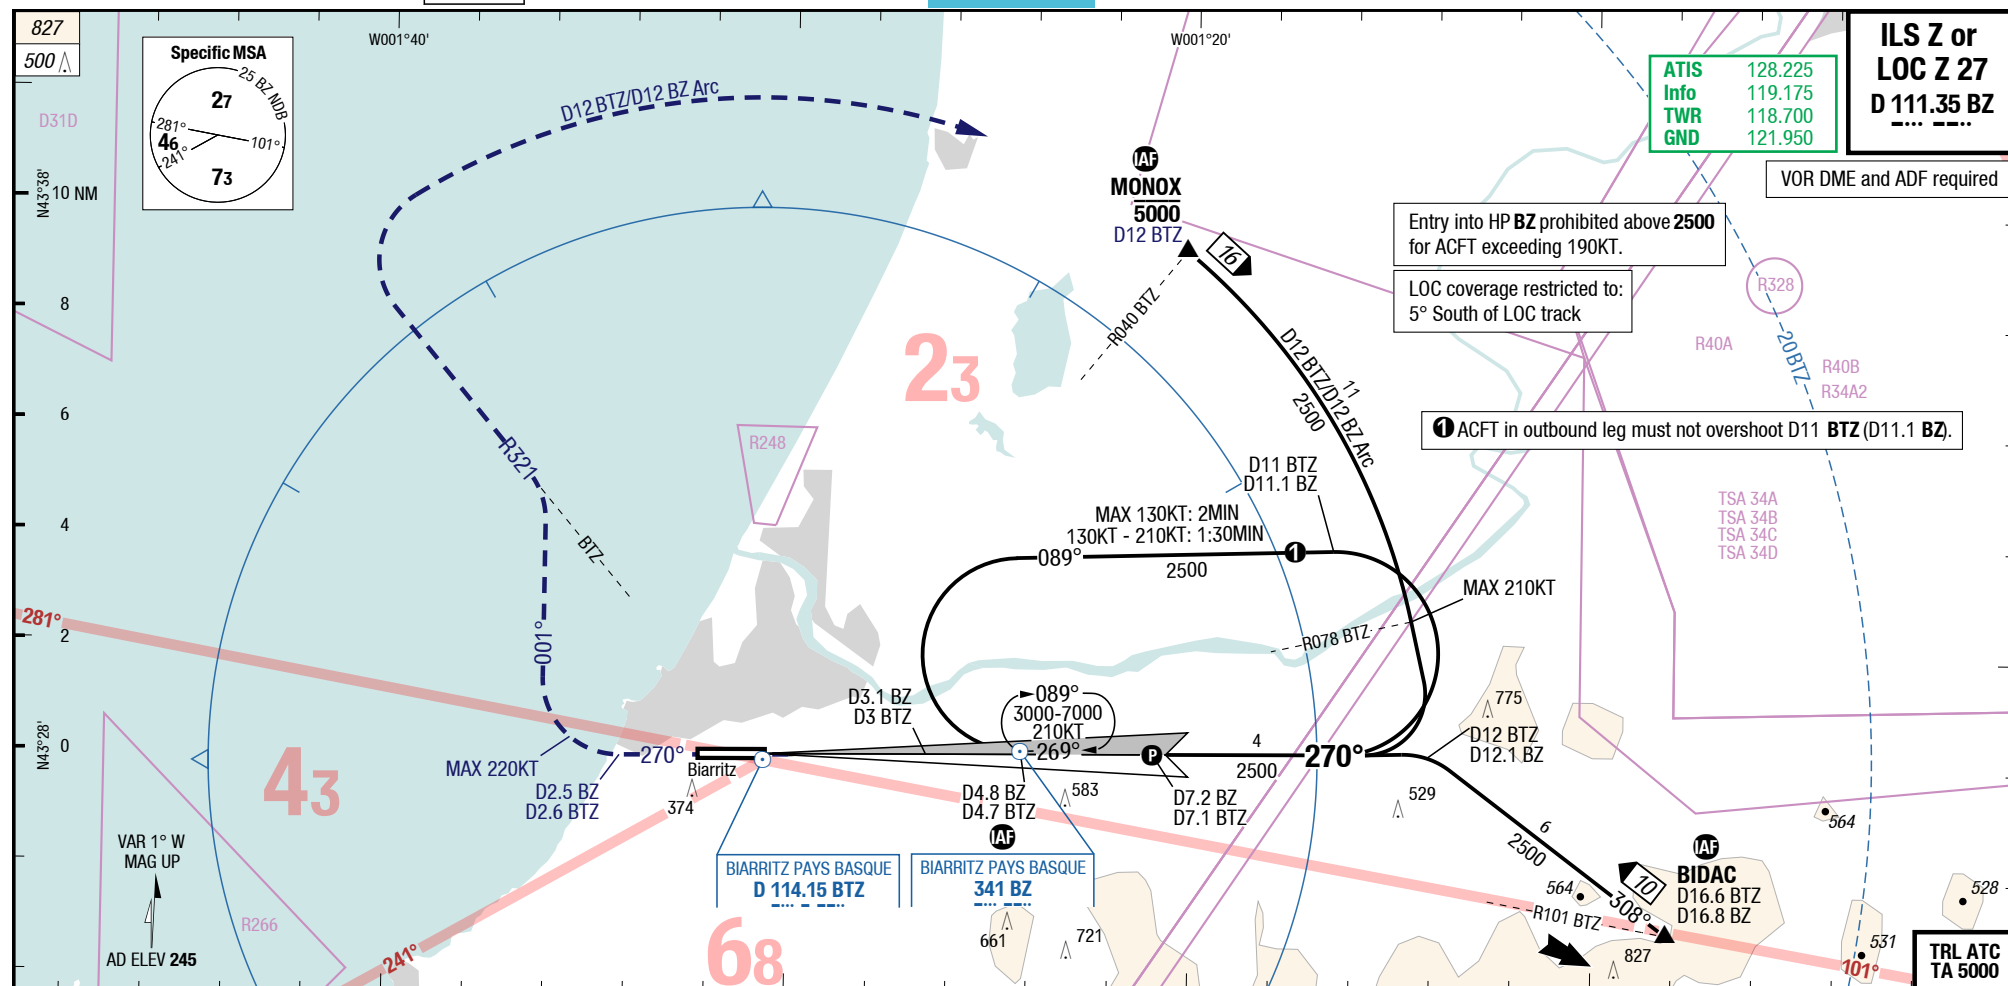 827
500
Specific MSA
25 BZ NDB
27
281°
46
241°
101°
73
D31D
W001°40'
W001°20'
D12 BTZ/D12 BZ Arc
ILS Z or
LOC Z 27
D 111.35 BZ
ATIS 128.225
Info 119.175
TWR 118.700
GND 121.950
VOR DME and ADF required
N43°38'
10 NM
8
6
4
2
0
N43°28'
IAF
MONOX
5000
D12 BTZ
16
R040 BTZ
Entry into HP BZ prohibited above 2500
for ACFT exceeding 190KT.
LOC coverage restricted to:
5° South of LOC track
R328
20 BTZ
R40A
R40B
R34A2
23
D12 BTZ/D12 BZ Arc
11
2500
1 ACFT in outbound leg must not overshoot D11 BTZ (D11.1 BZ).
R248
R321
BTZ
D11 BTZ
D11.1 BZ
MAX 130KT: 2MIN
130KT - 210KT: 1:30MIN
089°
1
2500
TSA 34A
TSA 34B
TSA 34C
TSA 34D
MAX 210KT
R078 BTZ
281°
001°
D3.1 BZ
D3 BTZ
089°
3000-7000
210KT
269°
775
D12 BTZ
D12.1 BZ
270°
Biarritz
P
4
2500
270°
MAX 220KT
D2.5 BZ
D2.6 BTZ
374
D4.8 BZ
D4.7 BTZ
IAF
583
D7.2 BZ
D7.1 BTZ
529
564
43
VAR 1° W
MAG UP
6
2500
BIARRITZ PAYS BASQUE
D 114.15 BTZ
BIARRITZ PAYS BASQUE
341 BZ
IAF
BIDAC
D16.6 BTZ
D16.8 BZ
10
564
308°
528
R101 BTZ
R266
AD ELEV 245
241°
68
661
721
827
531
101°
TRL ATC
TA 5000